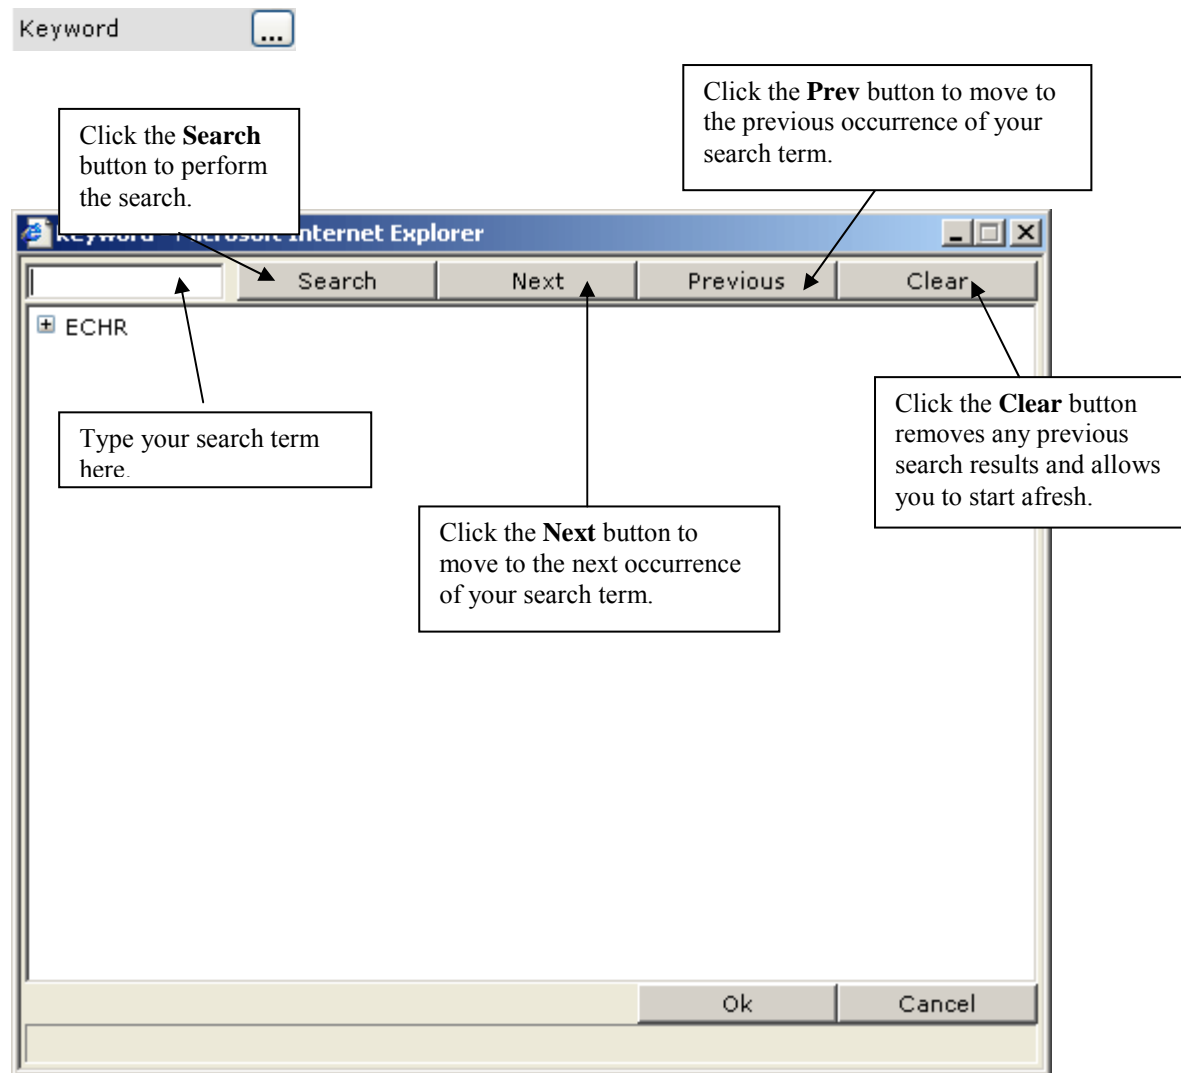 Keyword ...
Click the Prev button to move to
the previous occurrence of your
search term.
Click the Search
button to perform
the search.
Keyword Microsoft Internet Explorer
Search Next Previous Clear
ECHR
Type your search term
here.
Click the Clear button
removes any previous
search results and allows
you to start afresh.
Click the Next button to
move to the next occurrence
of your search term.
Ok Cancel